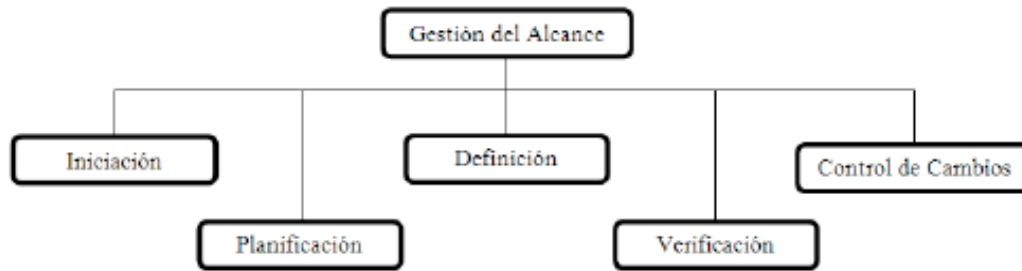 Gestión del Alcance
Iniciación
Definición
Control de Cambios
Planificación
Verificación